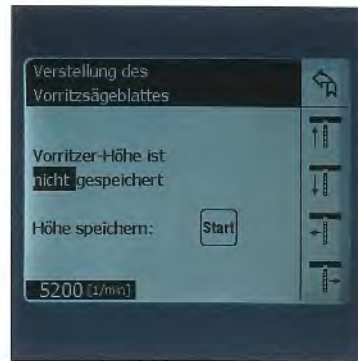 Verstellung des
Vorritzsägeblattes
Vorritzer-Höhe ist
nicht gespeichert
Höhe speichern: Start
5200 [1/min]